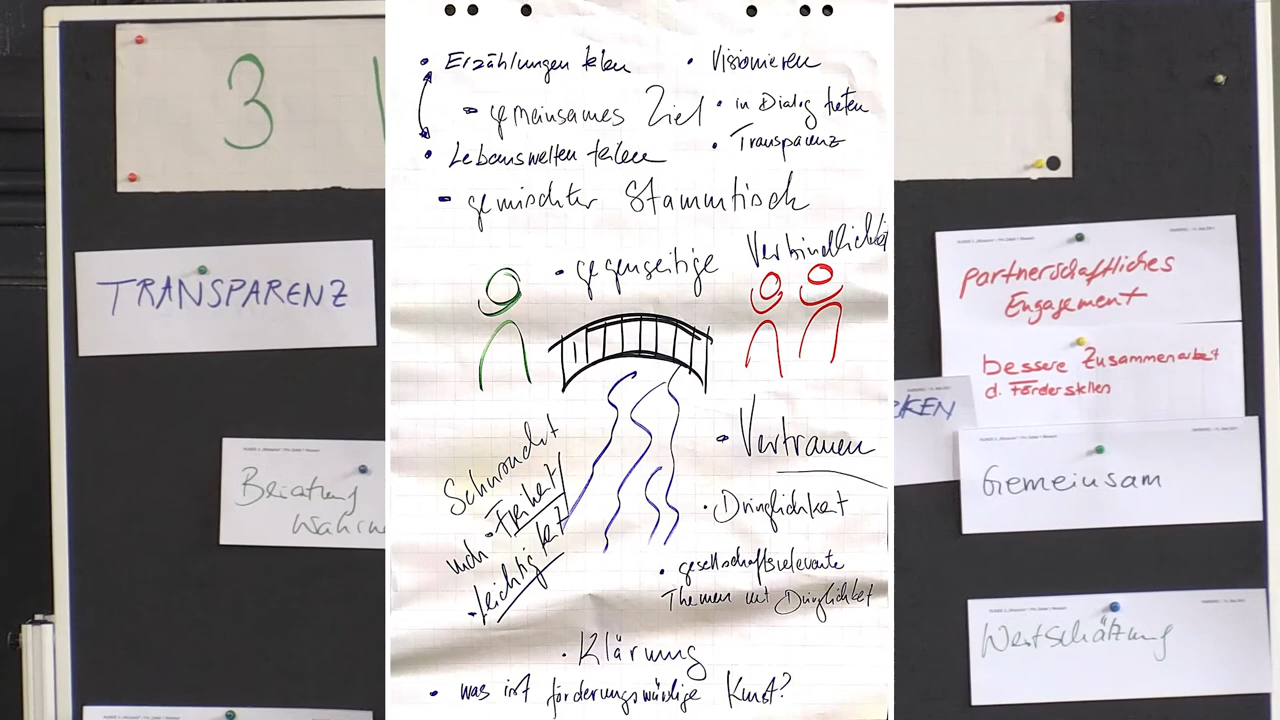 3
TRANSPARENZ
Beratung
• Erzählungen teilen
gemeinsames Ziel
• Lebenswelten teilen
• Visionieren
• in Dialog treten
• Transparenz
- gemischter Stammtisch
• gegenseitige Verbindlichkeit
Sehnsucht
nach • Freiheit/
• Leichtigkeit
• Vertrauen
• Dringlichkeit
• gesellschaftsrelevante
Themen mit Dringlichkeit
• Klärung
• was ist förderungswürdige Kunst?
partnerschaftliches
Engagement
bessere Zusammenarbeit
d. Förderstellen
KEN
Gemeinsam
Wertschätzung